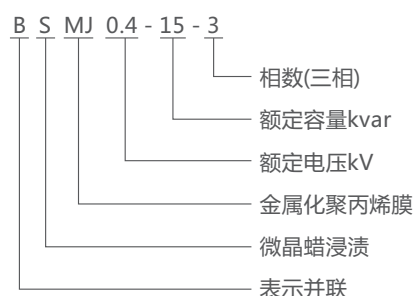 B S MJ 0.4 - 15 - 3
相数(三相)
额定容量kvar
额定电压kV
金属化聚丙烯膜
微晶蜡浸渍
表示并联